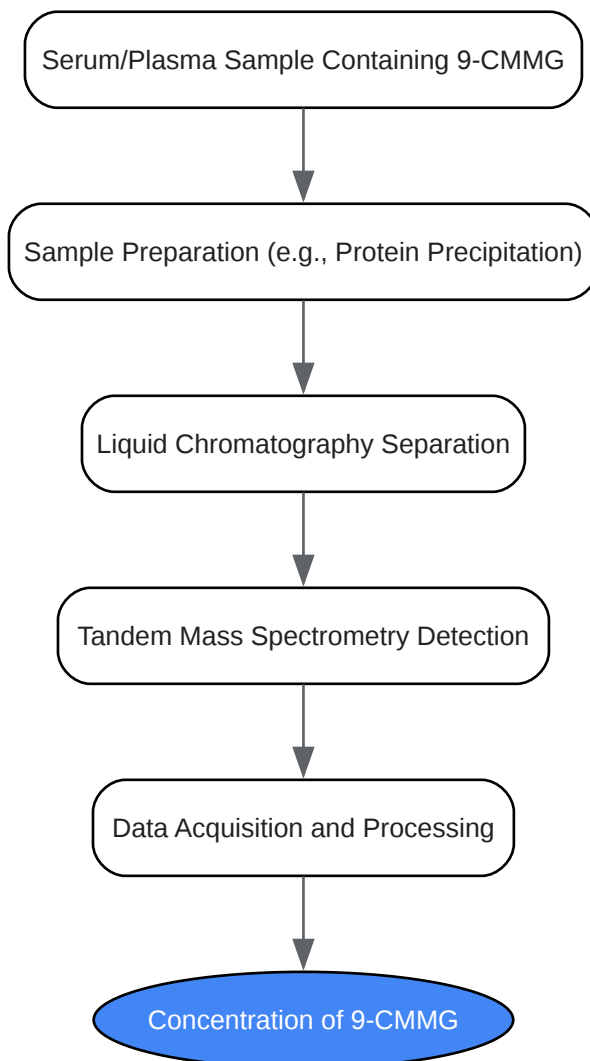 Serum/Plasma Sample Containing 9-CMMG
Sample Preparation (e.g., Protein Precipitation)
Liquid Chromatography Separation
Tandem Mass Spectrometry Detection
Data Acquisition and Processing
Concentration of 9-CMMG